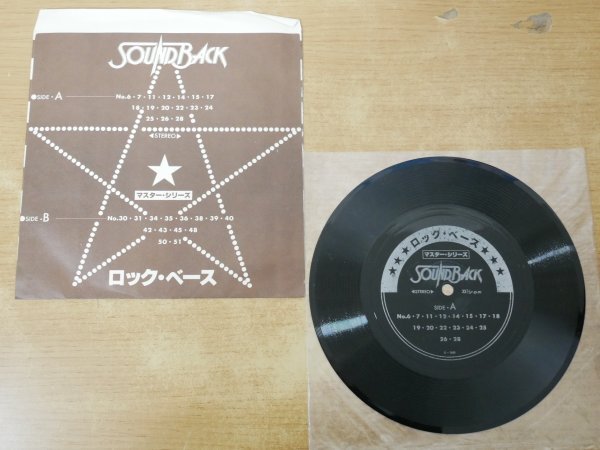 SOUNDBACK
SIDE - A No.6・7・11・12・14・15・17
18・19・20・22・23・24
25・26・28
◁STEREO▷
★
マスター・シリーズ
SIDE - B No.30・31・34・35・36・38・39・40
42・43・45・48
50・51
ロック・ベース
★★★ロック・ベース★★★
マスター・シリーズ
SOUNDBACK
◁STEREO▷ 33⅓r.p.m
SIDE - A
No.6・7・11・12・14・15・17・18
19・20・22・23・24・25
26・28